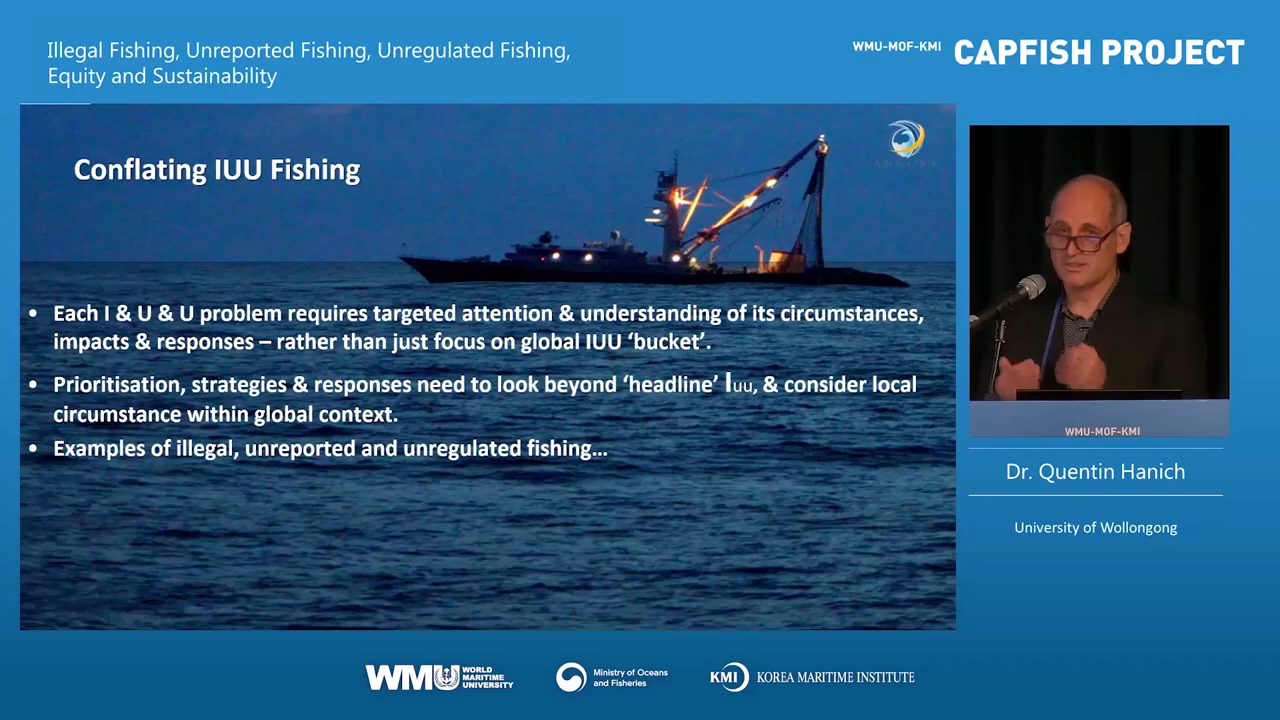 Illegal Fishing, Unreported Fishing, Unregulated Fishing,
Equity and Sustainability
WMU-MOF-KMI CAPFISH PROJECT
Conflating IUU Fishing
• Each I & U & U problem requires targeted attention & understanding of its circumstances,
impacts & responses – rather than just focus on global IUU ‘bucket’.
• Prioritisation, strategies & responses need to look beyond ‘headline’ Iuu, & consider local
circumstance within global context.
• Examples of illegal, unreported and unregulated fishing…
ANCORS
WMU-MOF-KMI
Dr. Quentin Hanich
University of Wollongong
WMU WORLD
MARITIME
UNIVERSITY
Ministry of Oceans
and Fisheries
KMI KOREA MARITIME INSTITUTE